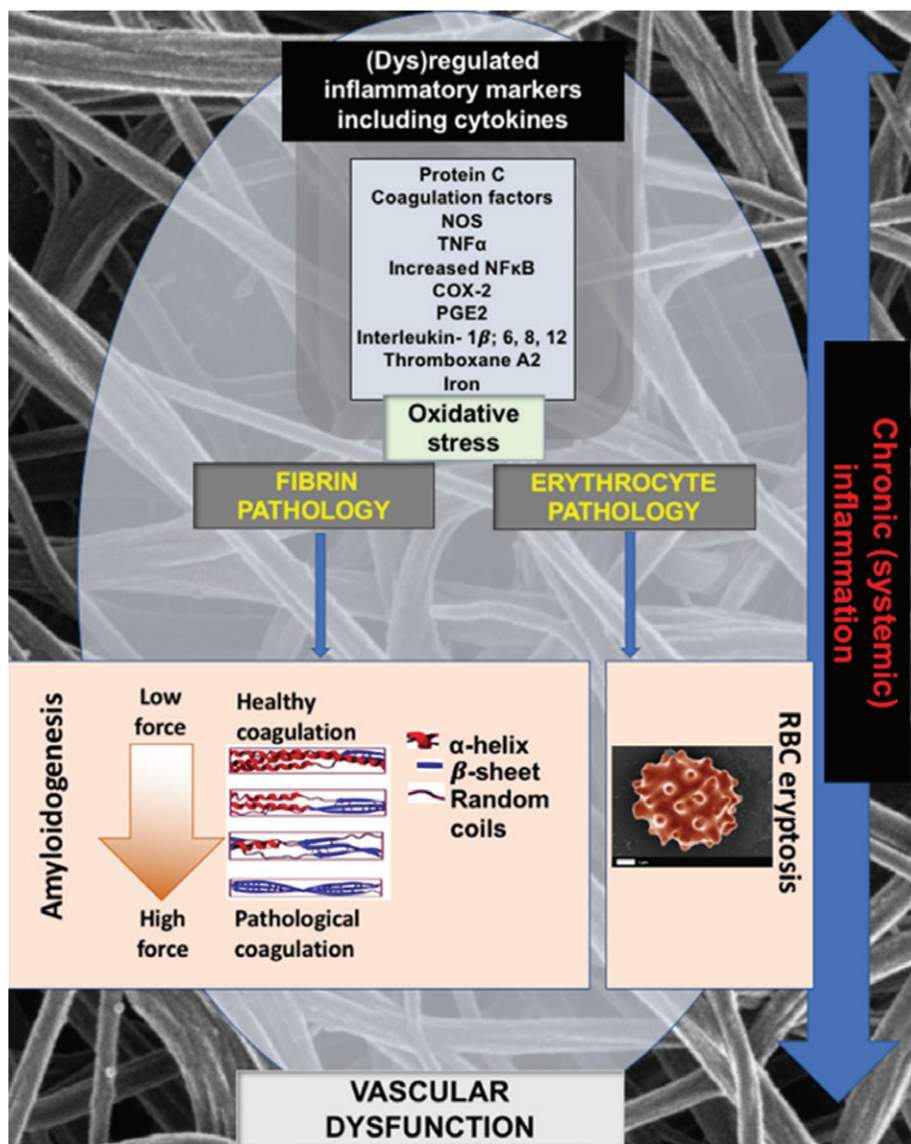 (Dys)regulated
inflammatory markers
including cytokines
Protein C
Coagulation factors
NOS
TNFα
Increased NFκB
COX-2
PGE2
Interleukin- 1β; 6, 8, 12
Thromboxane A2
Iron
Oxidative
stress
FIBRIN
PATHOLOGY
ERYTHROCYTE
PATHOLOGY
Chronic (systemic)
inflammation
Amyloidogenesis
Low
force
High
force
Healthy
coagulation
α-helix
β-sheet
Random
coils
Pathological
coagulation
RBC eryptosis
VASCULAR
DYSFUNCTION